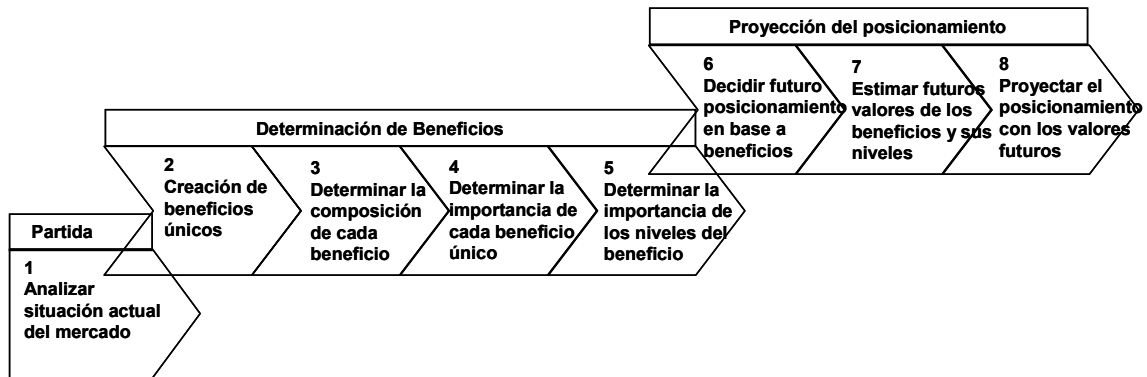 Proyección del posicionamiento
6
Decidir futuro
posicionamiento
en base a
beneficios
7
Estimar futuros
valores de los
beneficios y sus
niveles
8
Proyectar el
posicionamiento
con los valores
futuros
Determinación de Beneficios
2
Creación de
beneficios
únicos
3
Determinar la
composición
de cada
beneficio
4
Determinar la
importancia de
cada beneficio
único
5
Determinar la
importancia de
los niveles del
beneficio
Partida
1
Analizar
situación actual
del mercado